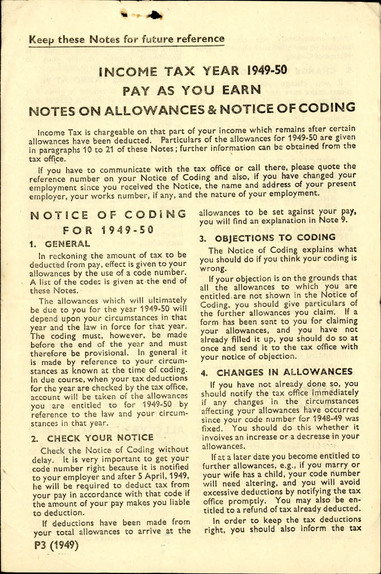 Keep these Notes for future reference
INCOME TAX YEAR 1949-50
PAY AS YOU EARN
NOTES ON ALLOWANCES & NOTICE OF CODING
Income Tax is chargeable on that part of your income which remains after certain
allowances have been deducted. Particulars of the allowances for 1949-50 are given
in paragraphs 10 to 21 of these Notes; further information can be obtained from the
tax office.
If you have to communicate with the tax office or call there, please quote the
reference number on your Notice of Coding and also, if you have changed your
employment since you received the Notice, the name and address of your present
employer, your works number, if any, and the nature of your employment.
NOTICE OF CODING
FOR 1949-50
1. GENERAL
In reckoning the amount of tax to be
deducted from pay, effect is given to your
allowances by the use of a code number.
A list of the codes is given at the end of
these Notes.
The allowances which will ultimately
be due to you for the year 1949-50 will
depend upon your circumstances in that
year and the law in force for that year.
The coding must, however, be made
before the end of the year and must
therefore be provisional. In general it
is made by reference to your circum-
stances as known at the time of coding.
In due course, when your tax deductions
for the year are checked by the tax office,
account will be taken of the allowances
you are entitled to for 1949-50 by
reference to the law and your circum-
stances in that year.
2. CHECK YOUR NOTICE
Check the Notice of Coding without
delay. It is very important to get your
code number right because it is notified
to your employer and after 5 April, 1949,
he will be required to deduct tax from
your pay in accordance with that code if
the amount of your pay makes you liable
to deduction.
If deductions have been made from
your total allowances to arrive at the
P3 (1949)
allowances to be set against your pay,
you will find an explanation in Note 9.
3. OBJECTIONS TO CODING
The Notice of Coding explains what
you should do if you think your coding is
wrong.
If your objection is on the grounds that
all the allowances to which you are
entitled are not shown in the Notice of
Coding, you should give particulars of
the further allowances you claim. If a
form has been sent to you for claiming
your allowances, and you have not
already filled it up, you should do so at
once and send it to the tax office with
your notice of objection.
4. CHANGES IN ALLOWANCES
If you have not already done so, you
should notify the tax office immediately
if any changes in the circumstances
affecting your allowances have occurred
since your code number for 1948-49 was
fixed. You should do this whether it
involves an increase or a decrease in your
allowances.
If at a later date you become entitled to
further allowances, e.g., if you marry or
your wife has a child, your code number
will need altering, and you will avoid
excessive deductions by notifying the tax
office promptly. You may also be en-
titled to a refund of tax already deducted.
In order to keep the tax deductions
right, you should also inform the tax